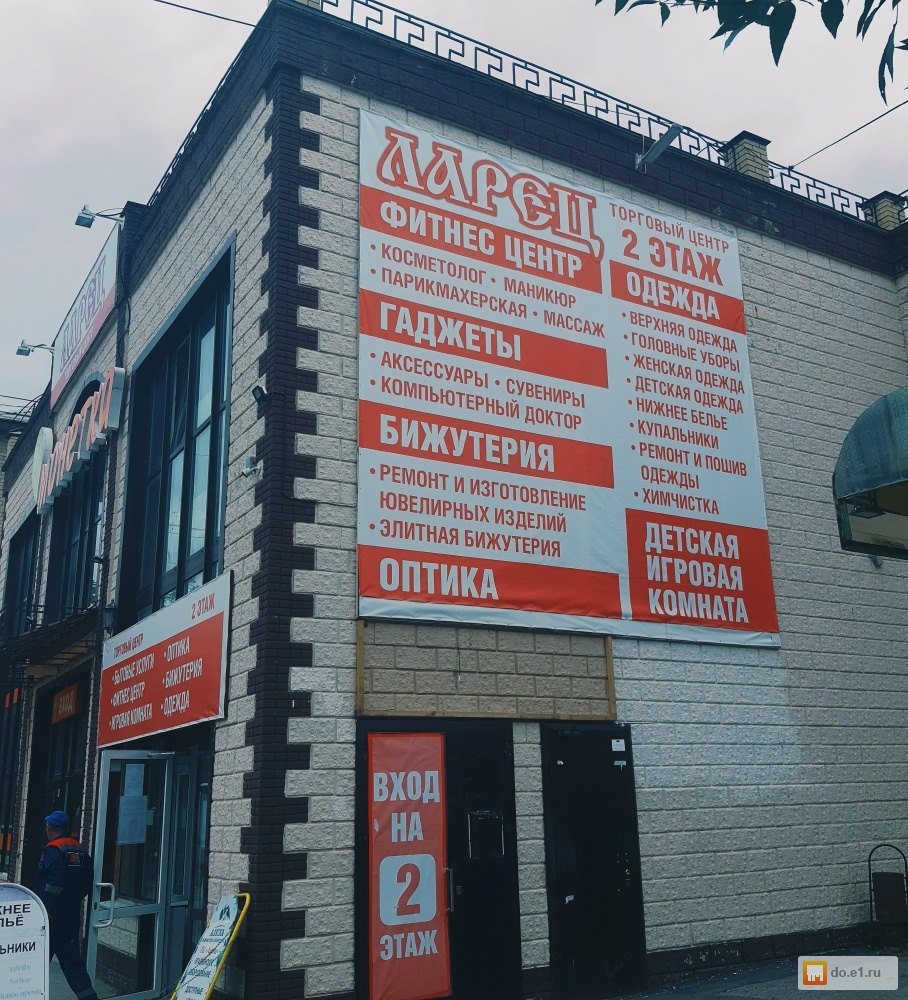 ЛАРЕЦ
ФИТНЕС ЦЕНТР
• КОСМЕТОЛОГ • МАНИКЮР
• ПАРИКМАХЕРСКАЯ • МАССАЖ
ГАДЖЕТЫ
• АКСЕССУАРЫ • СУВЕНИРЫ
• КОМПЬЮТЕРНЫЙ ДОКТОР
БИЖУТЕРИЯ
• РЕМОНТ И ИЗГОТОВЛЕНИЕ
ЮВЕЛИРНЫХ ИЗДЕЛИЙ
• ЭЛИТНАЯ БИЖУТЕРИЯ
ОПТИКА
ТОРГОВЫЙ ЦЕНТР
2 ЭТАЖ
ОДЕЖДА
• ВЕРХНЯЯ ОДЕЖДА
• ГОЛОВНЫЕ УБОРЫ
• ЖЕНСКАЯ ОДЕЖДА
• ДЕТСКАЯ ОДЕЖДА
• НИЖНЕЕ БЕЛЬЕ
• КУПАЛЬНИКИ
• РЕМОНТ И ПОШИВ
ОДЕЖДЫ
• ХИМЧИСТКА
ДЕТСКАЯ
ИГРОВАЯ
КОМНАТА
ЛАРЕЦ
ТОРГОВЫЙ ЦЕНТР 2 ЭТАЖ
• БЫТОВЫЕ УСЛУГИ • ОПТИКА
• ФИТНЕС ЦЕНТР • БИЖУТЕРИЯ
• ИГРОВАЯ КОМНАТА • ОДЕЖДА
ВХОД
НА
2
ЭТАЖ
do.e1.ru